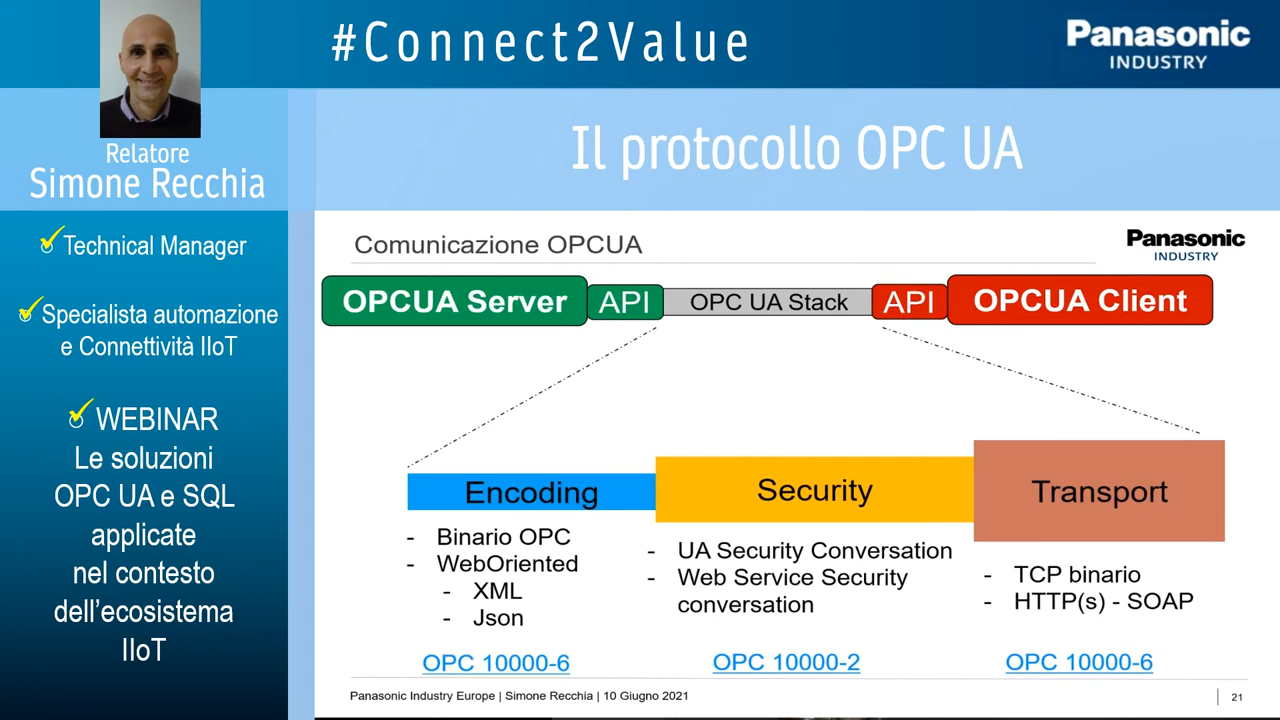 #Connect2Value
Panasonic
INDUSTRY
Relatore
Simone Recchia
Technical Manager
Specialista automazione
e Connettività IIoT
WEBINAR
Le soluzioni
OPC UA e SQL
applicate
nel contesto
dell'ecosistema
IIoT
Il protocollo OPC UA
Comunicazione OPCUA
Panasonic
INDUSTRY
OPCUA Server
API
OPC UA Stack
API
OPCUA Client
Encoding
- Binario OPC
- WebOriented
- XML
- Json
OPC 10000-6
Security
- UA Security Conversation
- Web Service Security
conversation
OPC 10000-2
Transport
- TCP binario
- HTTP(s) - SOAP
OPC 10000-6
Panasonic Industry Europe | Simone Recchia | 10 Giugno 2021
21